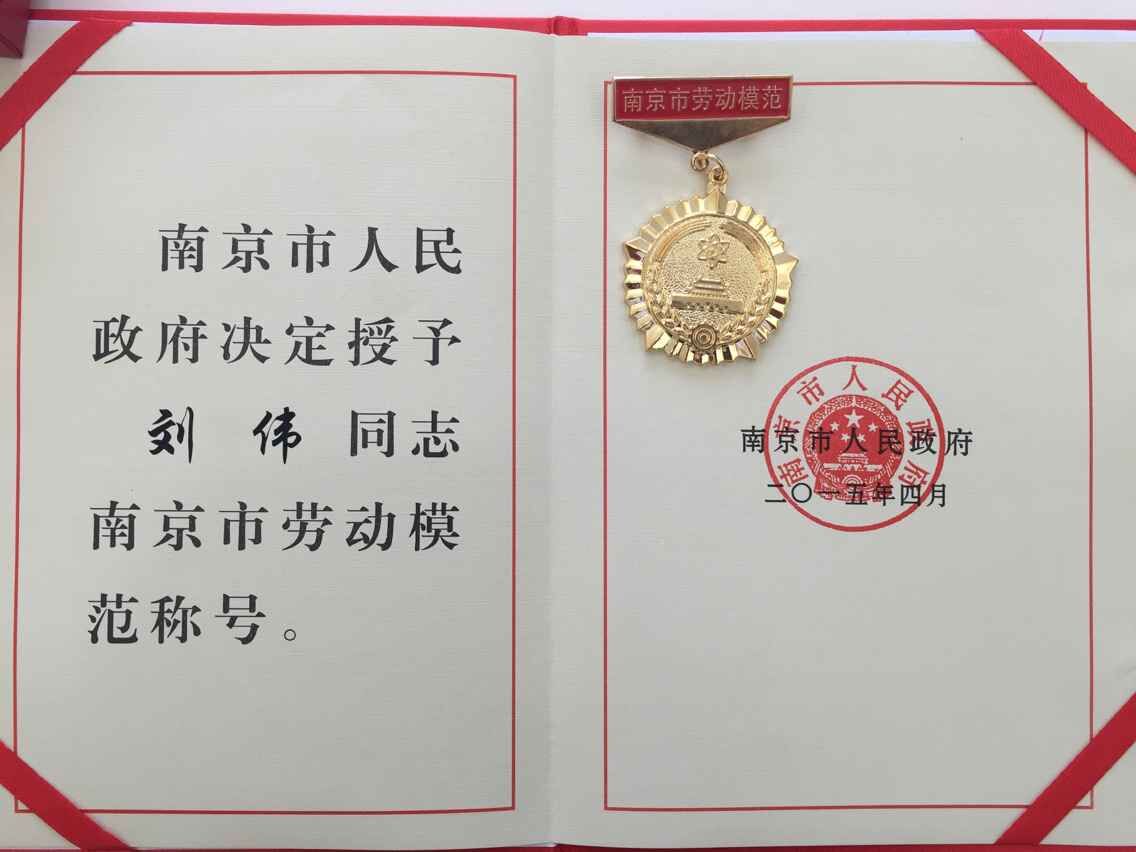 南京市人民
政府决定授予
刘 伟 同志
南京市劳动模
范称号。
南京市劳动模范
南京市人民政府
南京市人民政府
二〇一五年四月